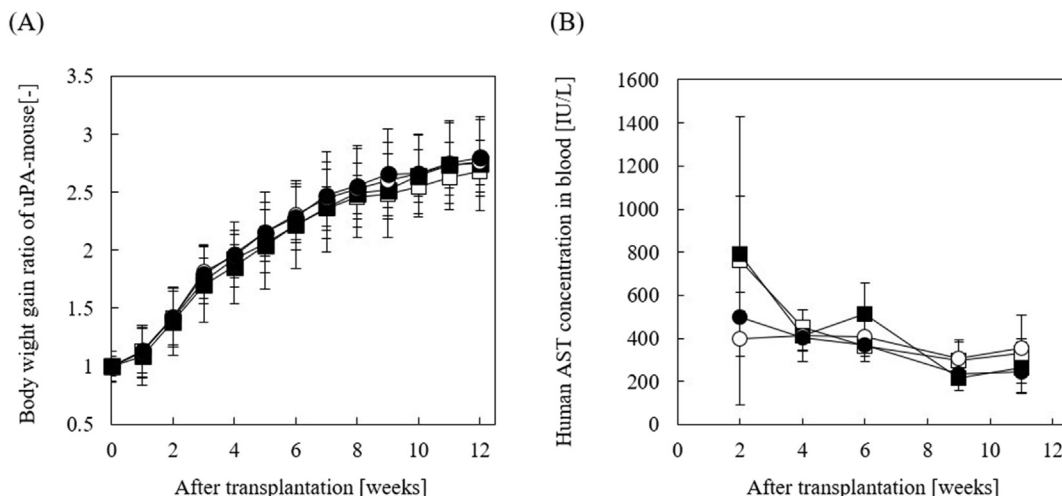 (A)
Body wight gain ratio of uPA-mouse[-]
3.5
3
2.5
2
1.5
1
0.5
0 2 4 6 8 10 12
After transplantation [weeks]
(B)
Human AST concentration in blood [IU/L]
1600
1400
1200
1000
800
600
400
200
0
0 2 4 6 8 10 12
After transplantation [weeks]